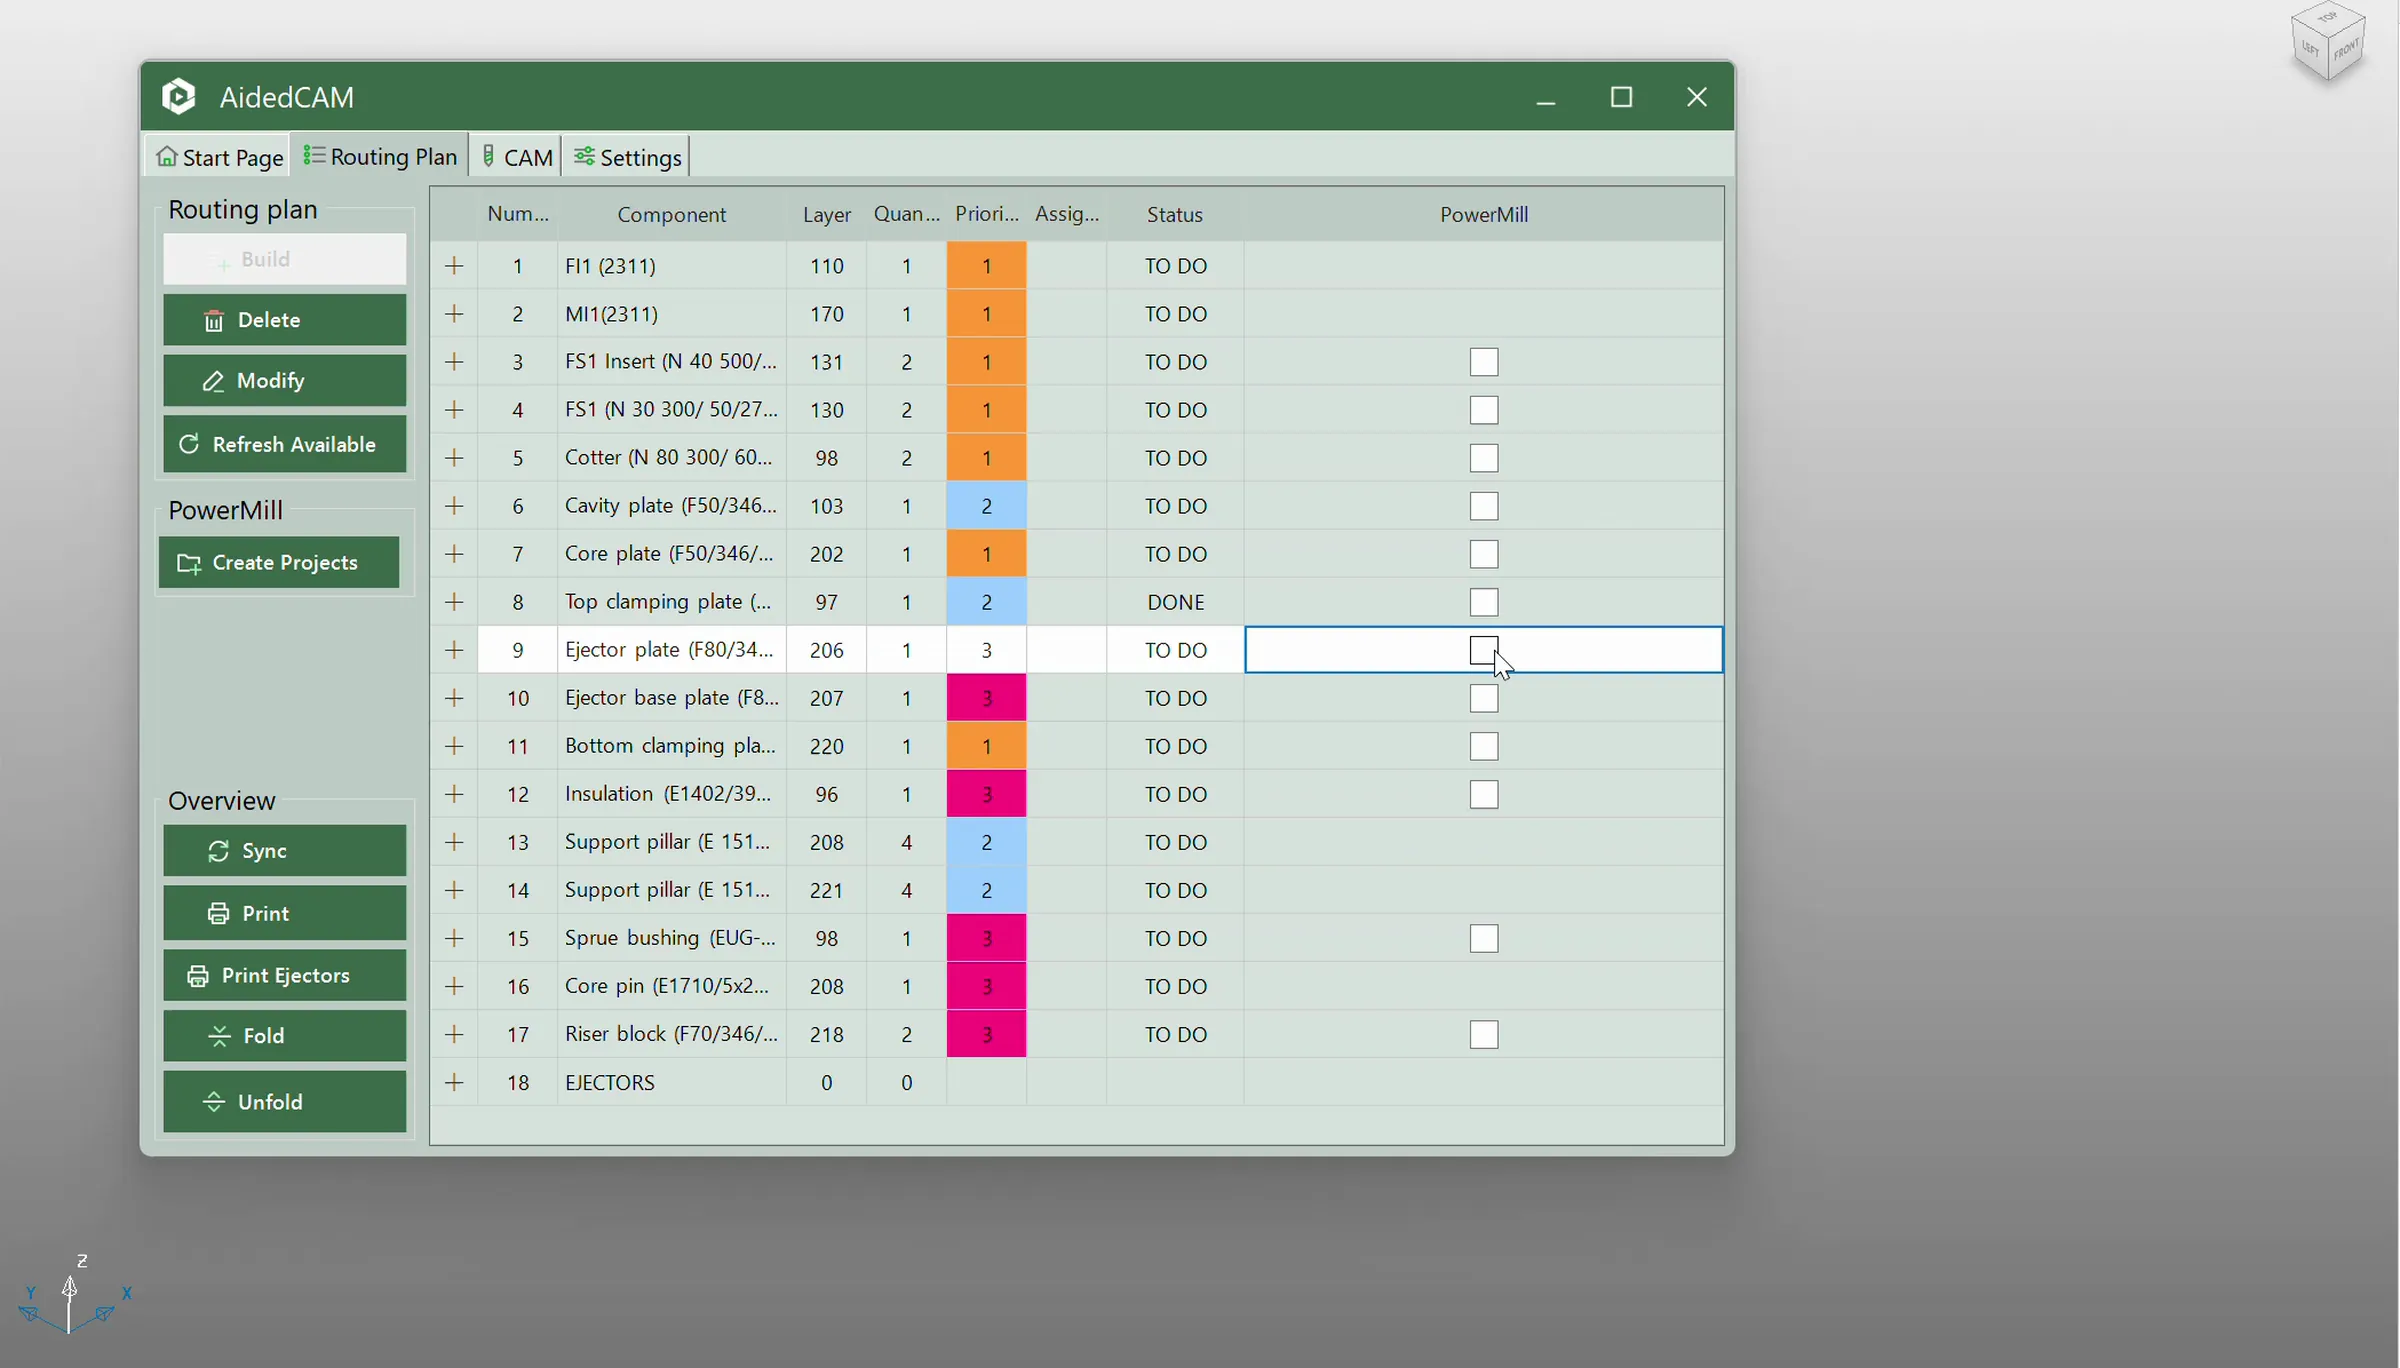 TOP
LEFT
FRONT
AidedCAM
Start Page
Routing Plan
CAM
Settings
Routing plan
Build
Delete
Modify
Refresh Available
PowerMill
Create Projects
Overview
Sync
Print
Print Ejectors
Fold
Unfold
Num... Component Layer Quan... Priori... Assig... Status PowerMill
1 FI1 (2311) 110 1 1 TO DO
2 MI1(2311) 170 1 1 TO DO
3 FS1 Insert (N 40 500/... 131 2 1 TO DO
4 FS1 (N 30 300/ 50/27... 130 2 1 TO DO
5 Cotter (N 80 300/ 60... 98 2 1 TO DO
6 Cavity plate (F50/346... 103 1 2 TO DO
7 Core plate (F50/346/... 202 1 1 TO DO
8 Top clamping plate (... 97 1 2 DONE
9 Ejector plate (F80/34... 206 1 3 TO DO
10 Ejector base plate (F8... 207 1 3 TO DO
11 Bottom clamping pla... 220 1 1 TO DO
12 Insulation (E1402/39... 96 1 3 TO DO
13 Support pillar (E 151... 208 4 2 TO DO
14 Support pillar (E 151... 221 4 2 TO DO
15 Sprue bushing (EUG-... 98 1 3 TO DO
16 Core pin (E1710/5x2... 208 1 3 TO DO
17 Riser block (F70/346/... 218 2 3 TO DO
18 EJECTORS 0 0
Z
Y
X